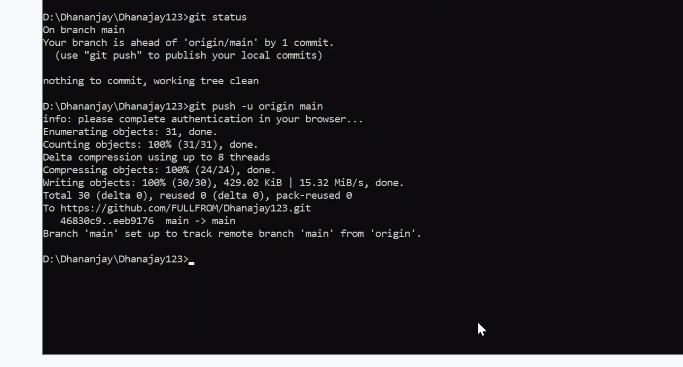 D:\Dhananjay\Dhanajay123>git status
On branch main
Your branch is ahead of 'origin/main' by 1 commit.
  (use "git push" to publish your local commits)
nothing to commit, working tree clean
D:\Dhananjay\Dhanajay123>git push -u origin main
info: please complete authentication in your browser...
Enumerating objects: 31, done.
Counting objects: 100% (31/31), done.
Delta compression using up to 8 threads
Compressing objects: 100% (24/24), done.
Writing objects: 100% (30/30), 429.02 KiB | 15.32 MiB/s, done.
Total 30 (delta 0), reused 0 (delta 0), pack-reused 0
To https://github.com/FULLFROM/Dhanajay123.git
   46830c9..eeb9176  main -> main
Branch 'main' set up to track remote branch 'main' from 'origin'.
D:\Dhananjay\Dhanajay123>